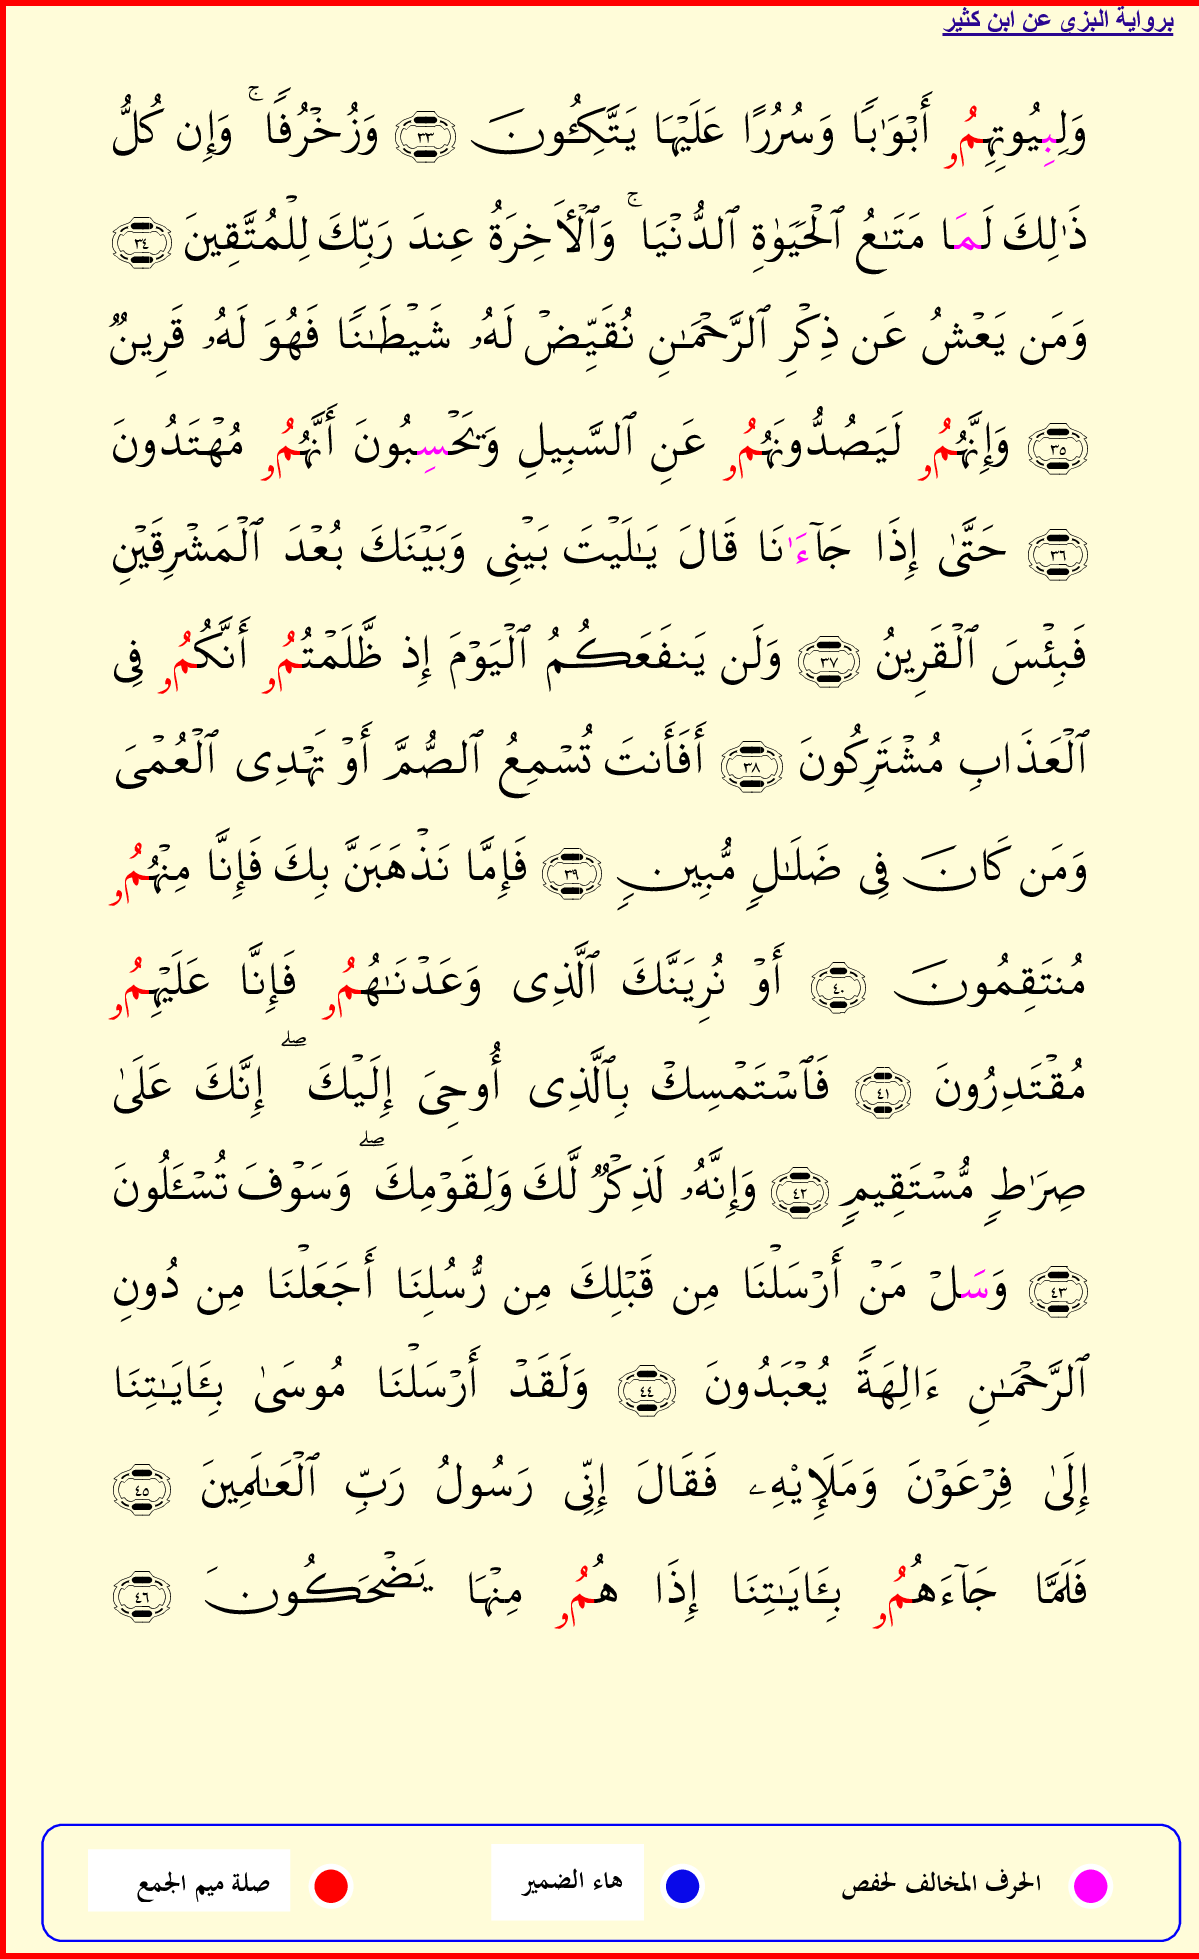 برواية البزى عن ابن كثير
وَلِبِيُوتِهِمُۥ أَبْوَٰبًا وَسُرُرًا عَلَيْهَا يَتَّكِـُٔونَ ٣٣ وَزُخْرُفًا ۚ وَإِن كُلُّ
ذَٰلِكَ لَمَا مَتَـٰعُ ٱلْحَيَوٰةِ ٱلدُّنْيَا ۚ وَٱلْأَخِرَةُ عِندَ رَبِّكَ لِلْمُتَّقِينَ ٣٤
وَمَن يَعْشُ عَن ذِكْرِ ٱلرَّحْمَـٰنِ نُقَيِّضْ لَهُۥ شَيْطَـٰنًا فَهُوَ لَهُۥ قَرِينٌ
٣٥ وَإِنَّهُمُۥ لَيَصُدُّونَهُمُۥ عَنِ ٱلسَّبِيلِ وَيَحْسِبُونَ أَنَّهُمُۥ مُهْتَدُونَ
٣٦ حَتَّىٰ إِذَا جَآءَٰنَا قَالَ يَـٰلَيْتَ بَيْنِى وَبَيْنَكَ بُعْدَ ٱلْمَشْرِقَيْنِ
فَبِئْسَ ٱلْقَرِينُ ٣٧ وَلَن يَنفَعَكُمُ ٱلْيَوْمَ إِذ ظَّلَمْتُمُۥ أَنَّكُمُۥ فِى
ٱلْعَذَابِ مُشْتَرِكُونَ ٣٨ أَفَأَنتَ تُسْمِعُ ٱلصُّمَّ أَوْ تَهْدِى ٱلْعُمْىَ
وَمَن كَانَ فِى ضَلَـٰلٍ مُّبِينٍ ٣٩ فَإِمَّا نَذْهَبَنَّ بِكَ فَإِنَّا مِنْهُمُۥ
مُنتَقِمُونَ ٤٠ أَوْ نُرِيَنَّكَ ٱلَّذِى وَعَدْنَـٰهُمُۥ فَإِنَّا عَلَيْهِمُۥ
مُقْتَدِرُونَ ٤١ فَٱسْتَمْسِكْ بِٱلَّذِى أُوحِىَ إِلَيْكَ ۖ إِنَّكَ عَلَىٰ
صِرَٰطٍ مُّسْتَقِيمٍ ٤٢ وَإِنَّهُۥ لَذِكْرٌ لَّكَ وَلِقَوْمِكَ ۖ وَسَوْفَ تُسْـَٔلُونَ
٤٣ وَسَلْ مَنْ أَرْسَلْنَا مِن قَبْلِكَ مِن رُّسُلِنَا أَجَعَلْنَا مِن دُونِ
ٱلرَّحْمَـٰنِ ءَالِهَةً يُعْبَدُونَ ٤٤ وَلَقَدْ أَرْسَلْنَا مُوسَىٰ بِـَٔايَـٰتِنَا
إِلَىٰ فِرْعَوْنَ وَمَلَإِيْهِۦ فَقَالَ إِنِّى رَسُولُ رَبِّ ٱلْعَـٰلَمِينَ ٤٥
فَلَمَّا جَآءَهُمُۥ بِـَٔايَـٰتِنَا إِذَا هُمُۥ مِنْهَا يَضْحَكُونَ ٤٦
الحرف المخالف لحفص هاء الضمير صلة ميم الجمع